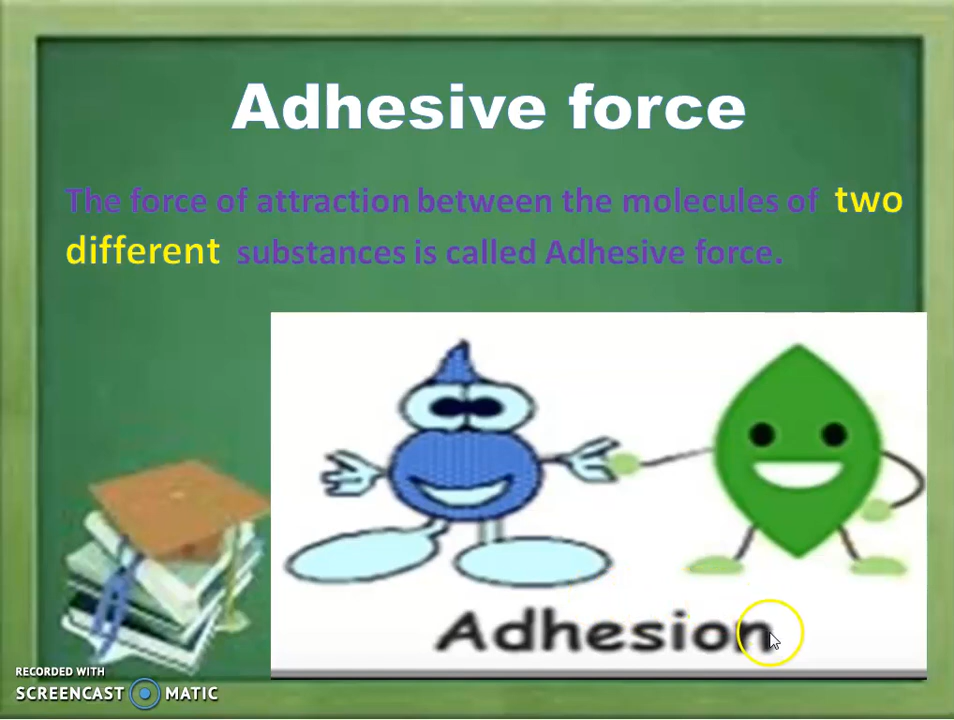 Adhesive force
The force of attraction between the molecules of two
different substances is called Adhesive force.
Adhesion
RECORDED WITH
SCREENCAST MATIC